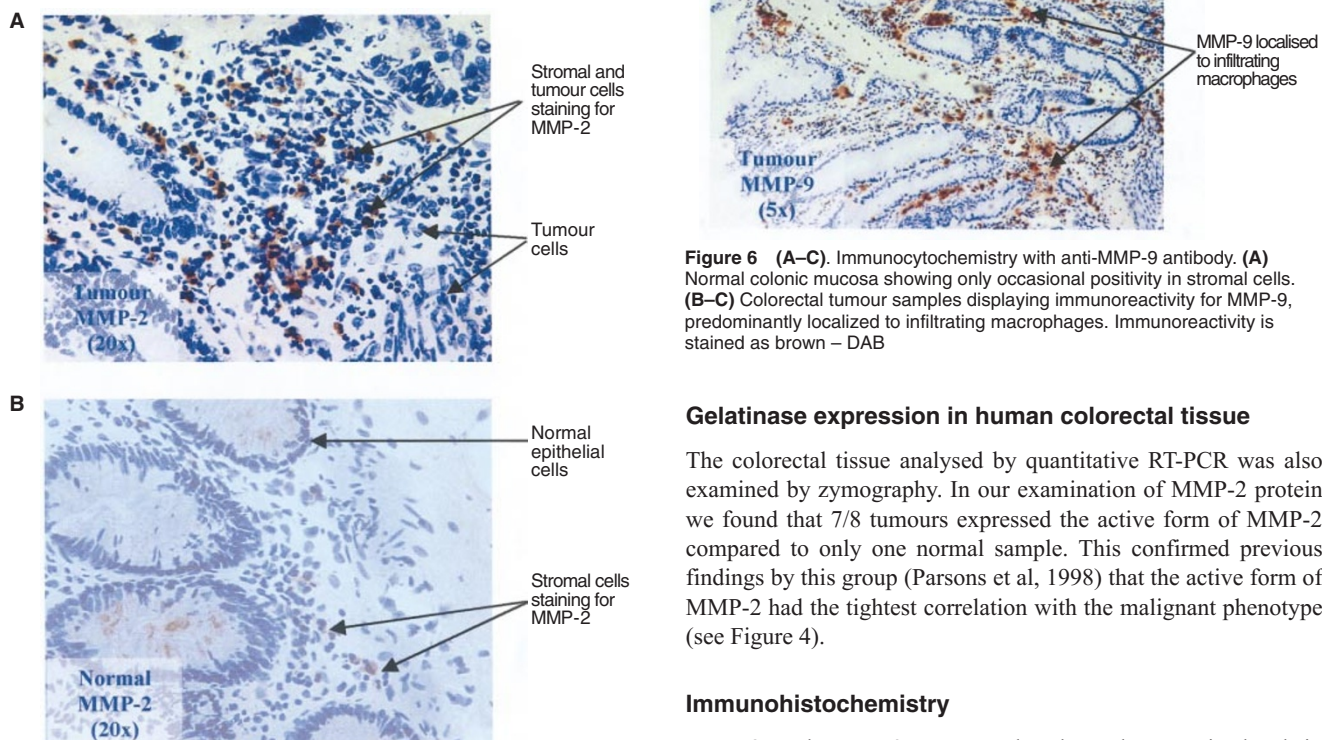 A
Stromal and
tumour cells
staining for
MMP-2
Tumour
cells
Tumour
MMP-2
(20x)
B
Normal
epithelial
cells
Stromal cells
staining for
MMP-2
Normal
MMP-2
(20x)
MMP-9 localised
to infiltrating
macrophages
Tumour
MMP-9
(5x)
Figure 6 (A–C). Immunocytochemistry with anti-MMP-9 antibody. (A)
Normal colonic mucosa showing only occasional positivity in stromal cells.
(B–C) Colorectal tumour samples displaying immunoreactivity for MMP-9,
predominantly localized to infiltrating macrophages. Immunoreactivity is
stained as brown – DAB
Gelatinase expression in human colorectal tissue
The colorectal tissue analysed by quantitative RT-PCR was also
examined by zymography. In our examination of MMP-2 protein
we found that 7/8 tumours expressed the active form of MMP-2
compared to only one normal sample. This confirmed previous
findings by this group (Parsons et al, 1998) that the active form of
MMP-2 had the tightest correlation with the malignant phenotype
(see Figure 4).
Immunohistochemistry